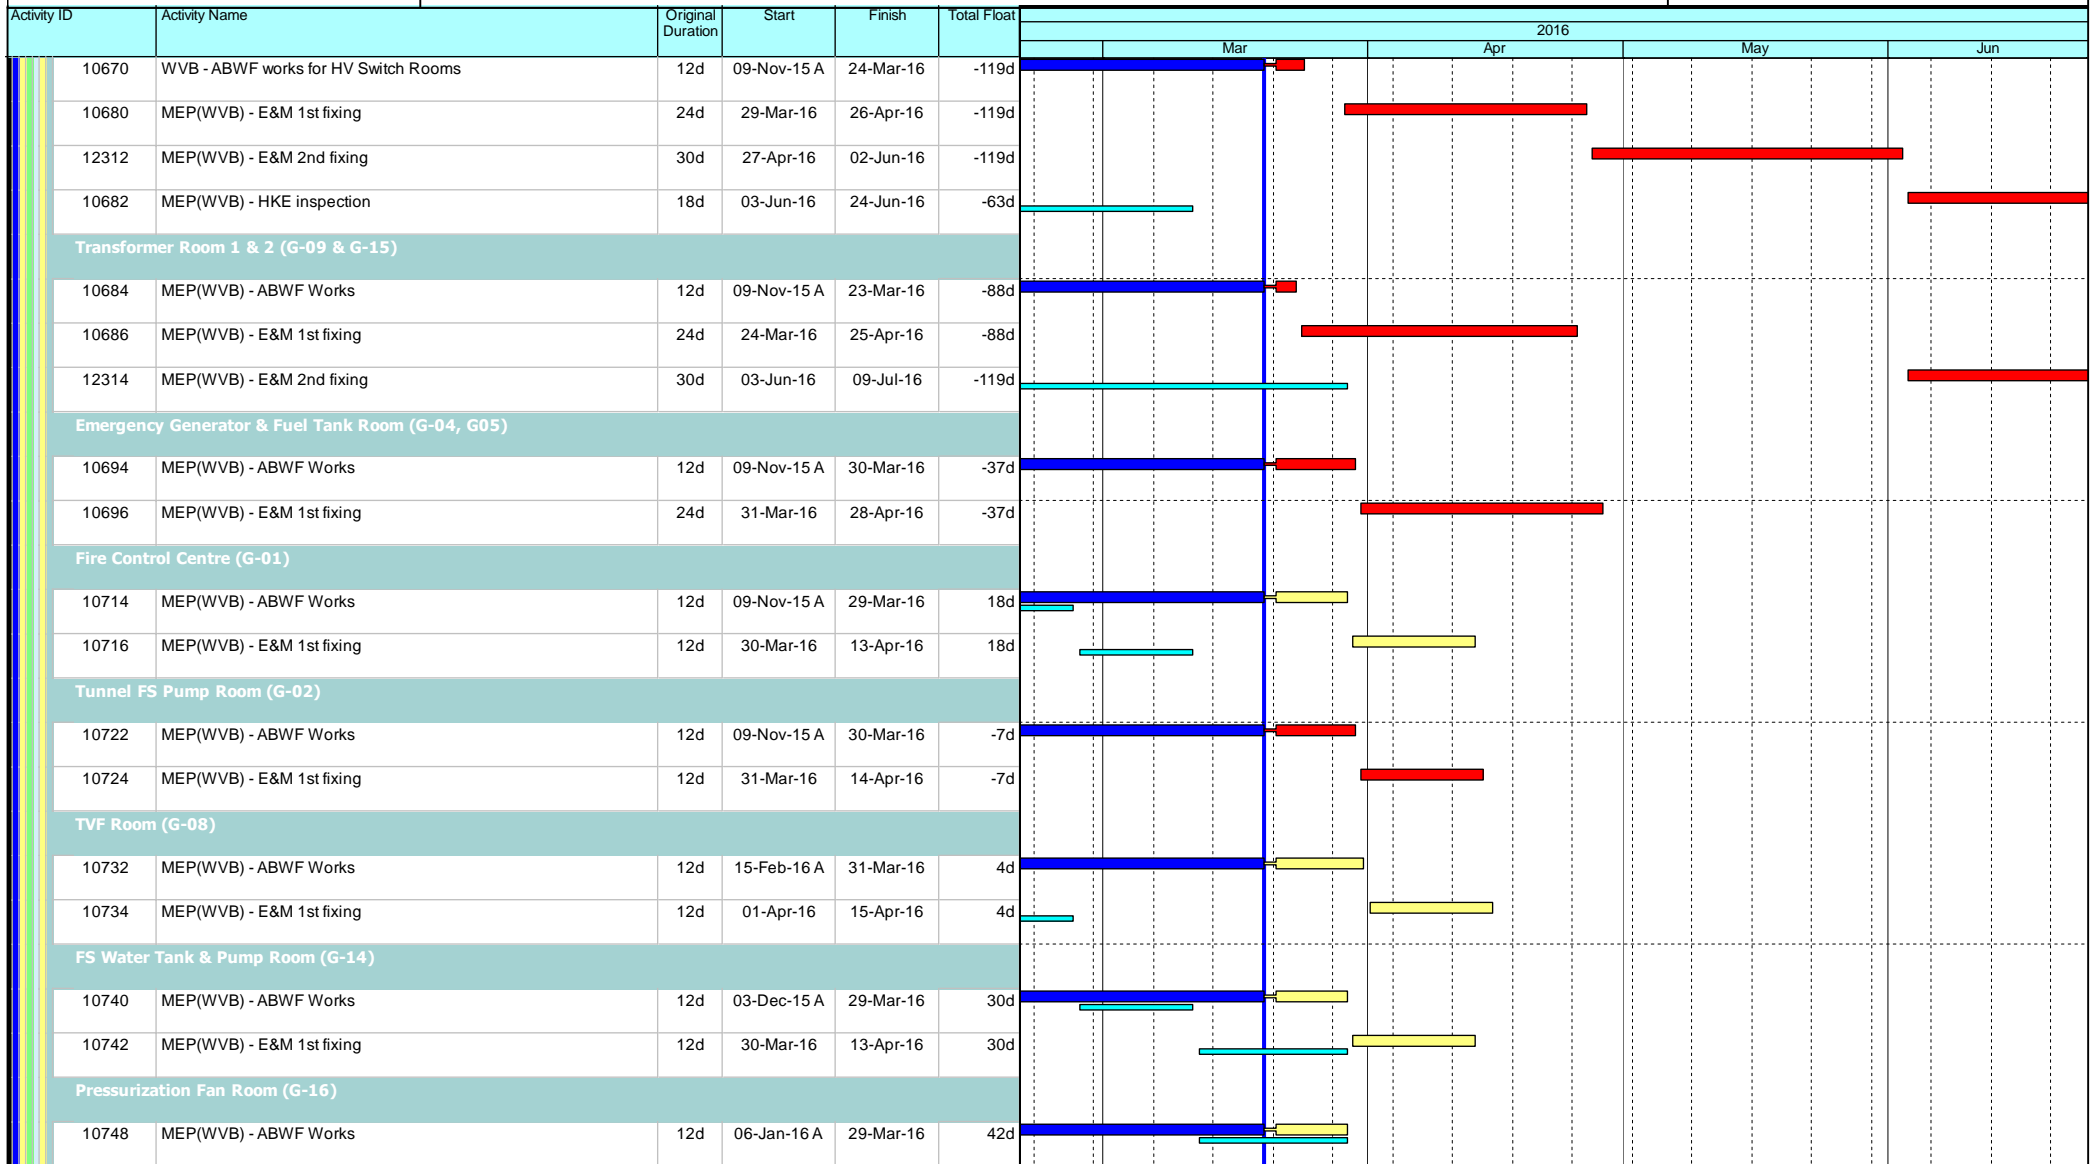 Activity ID Activity Name Original Duration Start Finish Total Float
2016
Mar Apr May Jun
10670 WVB - ABWF works for HV Switch Rooms 12d 09-Nov-15 A 24-Mar-16 -119d
10680 MEP(WVB) - E&M 1st fixing 24d 29-Mar-16 26-Apr-16 -119d
12312 MEP(WVB) - E&M 2nd fixing 30d 27-Apr-16 02-Jun-16 -119d
10682 MEP(WVB) - HKE inspection 18d 03-Jun-16 24-Jun-16 -63d
Transformer Room 1 & 2 (G-09 & G-15)
10684 MEP(WVB) - ABWF Works 12d 09-Nov-15 A 23-Mar-16 -88d
10686 MEP(WVB) - E&M 1st fixing 24d 24-Mar-16 25-Apr-16 -88d
12314 MEP(WVB) - E&M 2nd fixing 30d 03-Jun-16 09-Jul-16 -119d
Emergency Generator & Fuel Tank Room (G-04, G05)
10694 MEP(WVB) - ABWF Works 12d 09-Nov-15 A 30-Mar-16 -37d
10696 MEP(WVB) - E&M 1st fixing 24d 31-Mar-16 28-Apr-16 -37d
Fire Control Centre (G-01)
10714 MEP(WVB) - ABWF Works 12d 09-Nov-15 A 29-Mar-16 18d
10716 MEP(WVB) - E&M 1st fixing 12d 30-Mar-16 13-Apr-16 18d
Tunnel FS Pump Room (G-02)
10722 MEP(WVB) - ABWF Works 12d 09-Nov-15 A 30-Mar-16 -7d
10724 MEP(WVB) - E&M 1st fixing 12d 31-Mar-16 14-Apr-16 -7d
TVF Room (G-08)
10732 MEP(WVB) - ABWF Works 12d 15-Feb-16 A 31-Mar-16 4d
10734 MEP(WVB) - E&M 1st fixing 12d 01-Apr-16 15-Apr-16 4d
FS Water Tank & Pump Room (G-14)
10740 MEP(WVB) - ABWF Works 12d 03-Dec-15 A 29-Mar-16 30d
10742 MEP(WVB) - E&M 1st fixing 12d 30-Mar-16 13-Apr-16 30d
Pressurization Fan Room (G-16)
10748 MEP(WVB) - ABWF Works 12d 06-Jan-16 A 29-Mar-16 42d